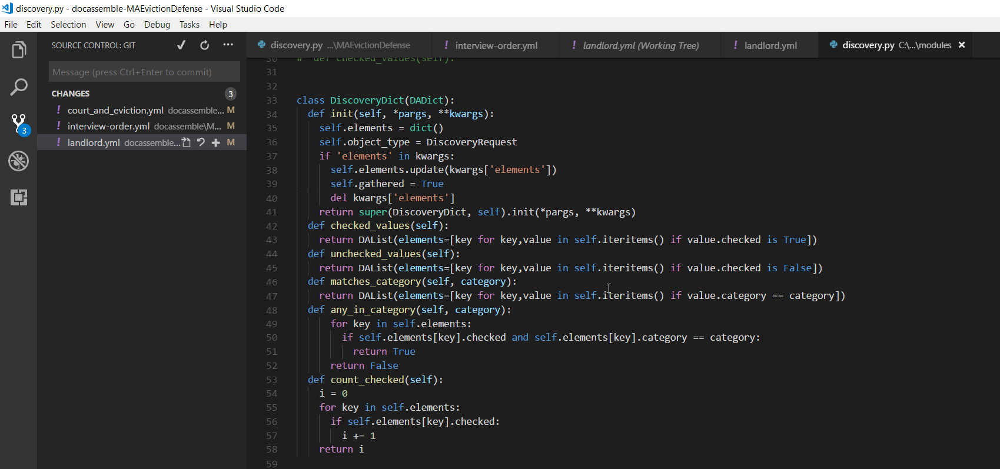 discovery.py - docassemble-MAEvictionDefense - Visual Studio Code
File Edit Selection View Go Debug Tasks Help
SOURCE CONTROL: GIT
discovery.py ...\MAEvictionDefense
! interview-order.yml
! landlord.yml (Working Tree)
! landlord.yml
discovery.py C:\...\modules ×
Message (press Ctrl+Enter to commit)
CHANGES 3
! court_and_eviction.yml docassemble... M
! interview-order.yml docassemble\M... M
! landlord.yml docassemble... M
3
30 # def checked_values(self):
31
32
33 class DiscoveryDict(DADict):
34 def init(self, *pargs, **kwargs):
35 self.elements = dict()
36 self.object_type = DiscoveryRequest
37 if 'elements' in kwargs:
38 self.elements.update(kwargs['elements'])
39 self.gathered = True
40 del kwargs['elements']
41 return super(DiscoveryDict, self).init(*pargs, **kwargs)
42 def checked_values(self):
43 return DAList(elements=[key for key,value in self.iteritems() if value.checked is True])
44 def unchecked_values(self):
45 return DAList(elements=[key for key,value in self.iteritems() if value.checked is False])
46 def matches_category(self, category):
47 return DAList(elements=[key for key,value in self.iteritems() if value.category == category])
48 def any_in_category(self, category):
49 for key in self.elements:
50 if self.elements[key].checked and self.elements[key].category == category:
51 return True
52 return False
53 def count_checked(self):
54 i = 0
55 for key in self.elements:
56 if self.elements[key].checked:
57 i += 1
58 return i
59